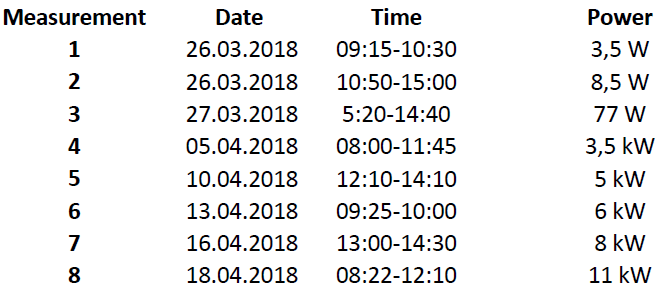 Measurement Date Time Power
1 26.03.2018 09:15-10:30 3,5 W
2 26.03.2018 10:50-15:00 8,5 W
3 27.03.2018 5:20-14:40 77 W
4 05.04.2018 08:00-11:45 3,5 kW
5 10.04.2018 12:10-14:10 5 kW
6 13.04.2018 09:25-10:00 6 kW
7 16.04.2018 13:00-14:30 8 kW
8 18.04.2018 08:22-12:10 11 kW